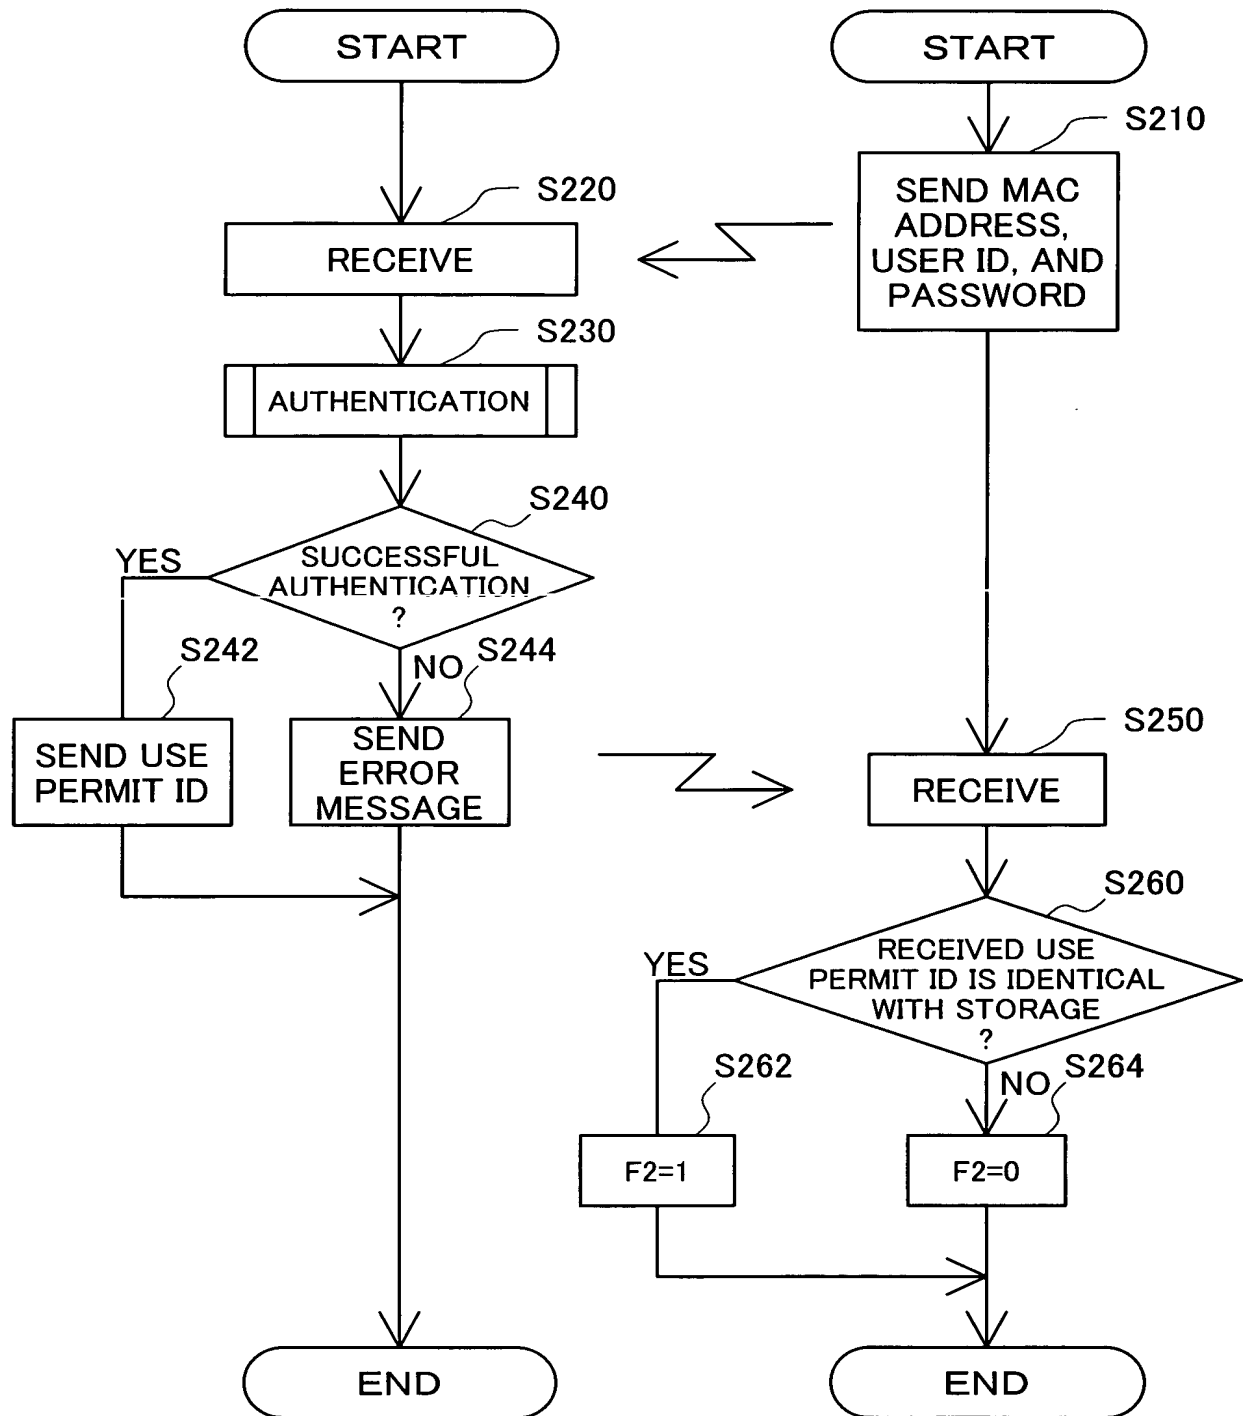 START
START
S210
SEND MAC
ADDRESS,
USER ID, AND
PASSWORD
S220
RECEIVE
S230
AUTHENTICATION
S240
YES
SUCCESSFUL
AUTHENTICATION
?
S242
NO
S244
SEND USE
PERMIT ID
SEND
ERROR
MESSAGE
S250
RECEIVE
S260
YES
RECEIVED USE
PERMIT ID IS IDENTICAL
WITH STORAGE
?
S262
NO
S264
F2=1
F2=0
END
END